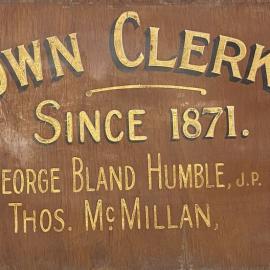 OWN CLERK
SINCE 1871.
EORGE BLAND HUMBLE, J.P.
THOS. MCMILLAN,